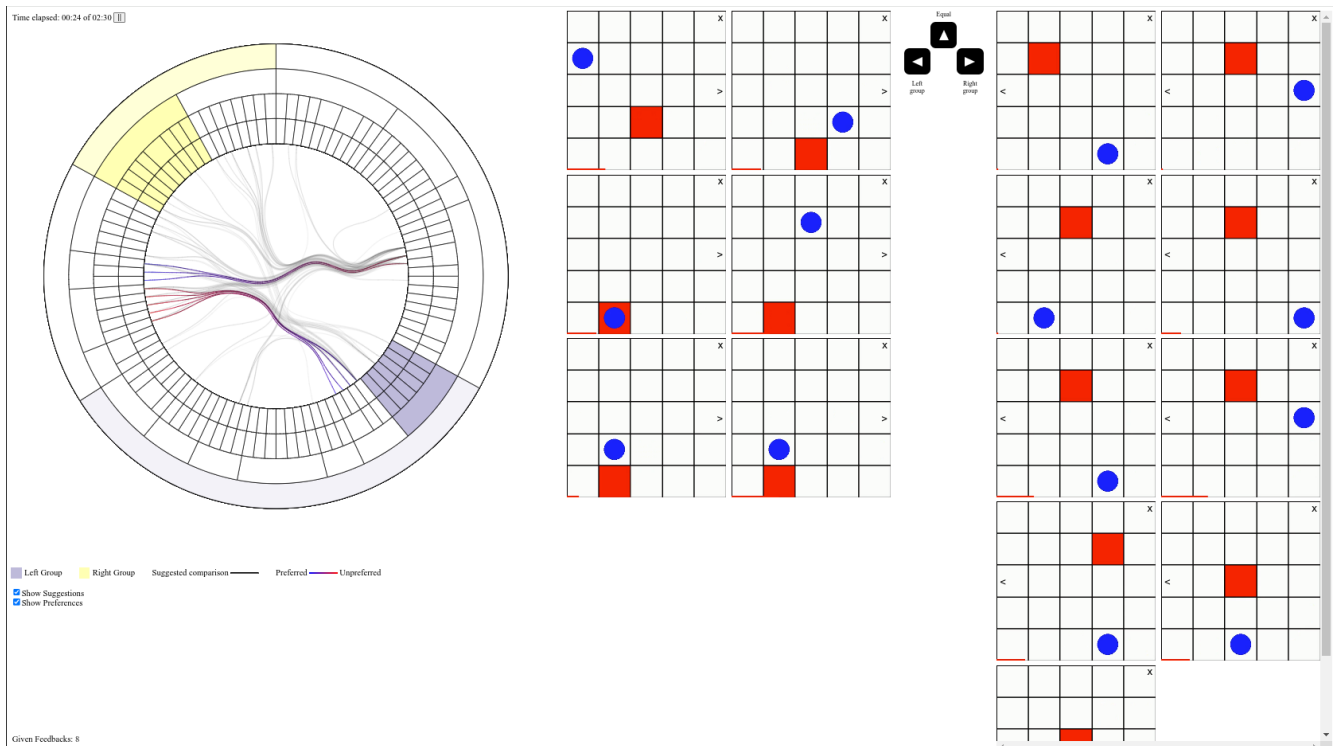 Time elapsed: 00:24 of 02:30 ||
x
x
Equal
x
x
>
>
<
<
Left group
Right group
x
x
x
x
>
>
<
<
x
x
x
x
>
>
<
<
x
x
<
<
x
Left Group
Right Group
Suggested comparison
Preferred
Unpreferred
Show Suggestions
Show Preferences
Given Feedbacks: 8